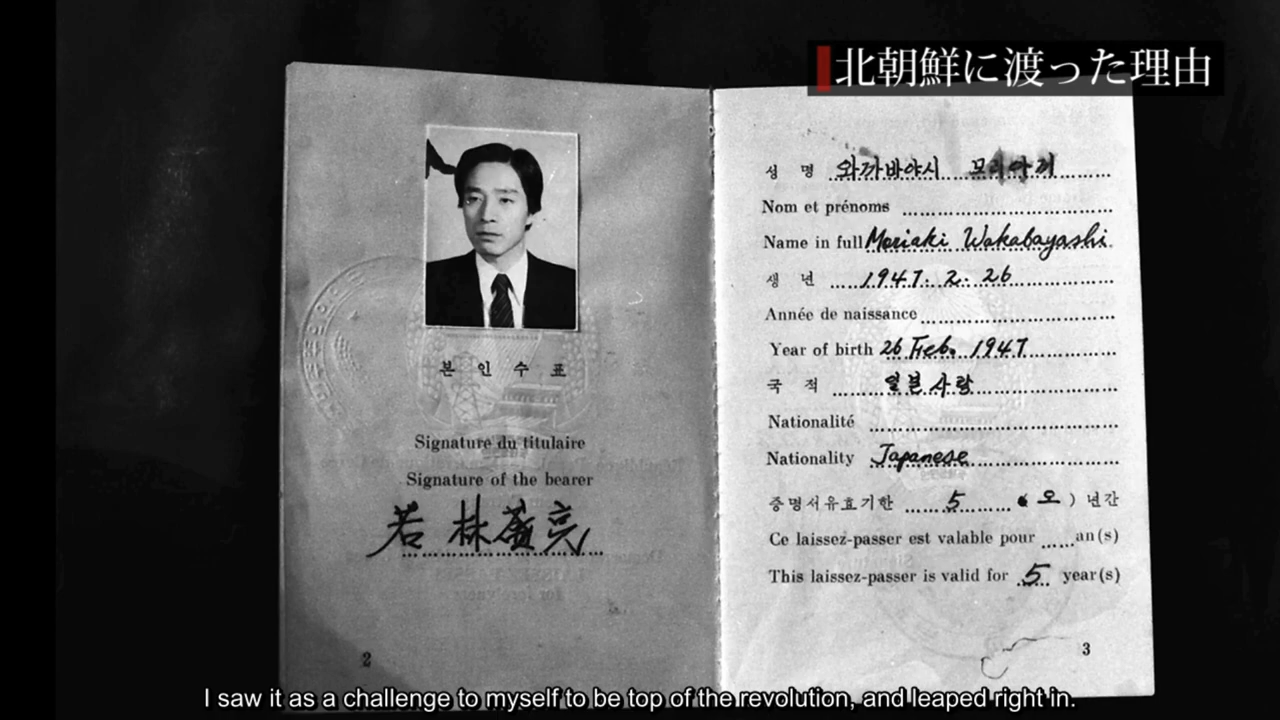 北朝鮮に渡った理由
본 인 수 표
Signature du titulaire
Signature of the bearer
若林盛亮
2
성 명 와까바야시 모리아끼
Nom et prénoms
Name in full Moriaki Wakabayashi
생 년 1947. 2. 26
Année de naissance
Year of birth 26 Feb. 1947
국 적 일본사람
Nationalité
Nationality Japanese
증명서유효기한 5 (오) 년간
Ce laissez-passer est valable pour an(s)
This laissez-passer is valid for 5 year(s)
3
I saw it as a challenge to myself to be top of the revolution, and leaped right in.